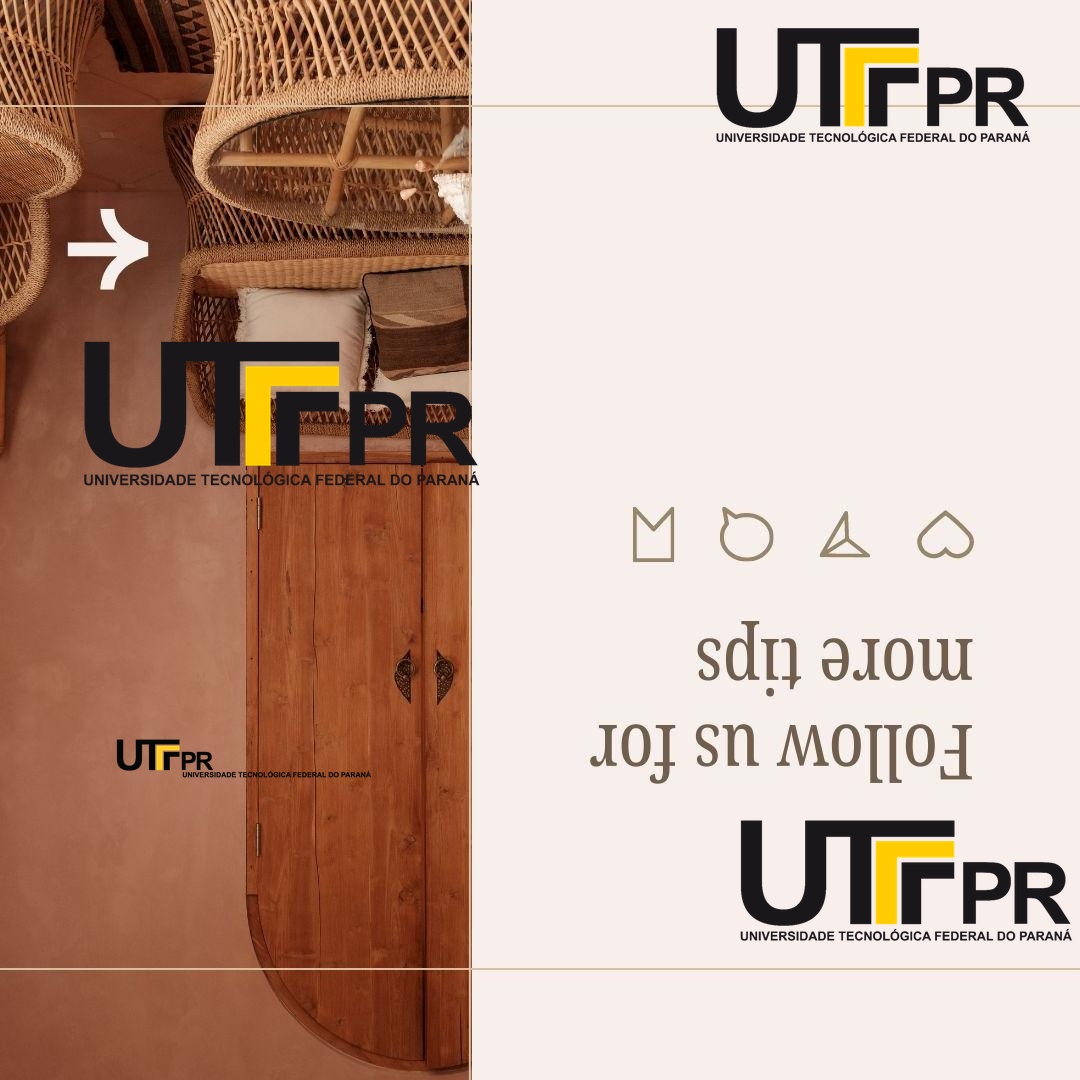 UTFPR
UNIVERSIDADE TECNOLÓGICA FEDERAL DO PARANÁ
UTFPR
UNIVERSIDADE TECNOLÓGICA FEDERAL DO PARANÁ
Follow us for
more tips
UTFPR
UNIVERSIDADE TECNOLÓGICA FEDERAL DO PARANÁ
UTFPR
UNIVERSIDADE TECNOLÓGICA FEDERAL DO PARANÁ